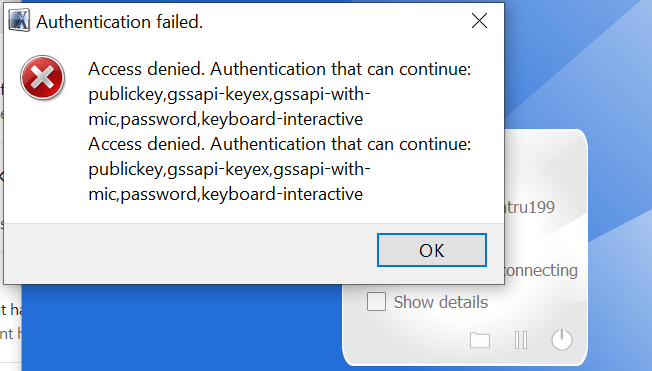 Authentication failed.
Access denied. Authentication that can continue:
publickey,gssapi-keyex,gssapi-with-
mic,password,keyboard-interactive
Access denied. Authentication that can continue:
publickey,gssapi-keyex,gssapi-with-
mic,password,keyboard-interactive
OK
tru199
connecting
Show details